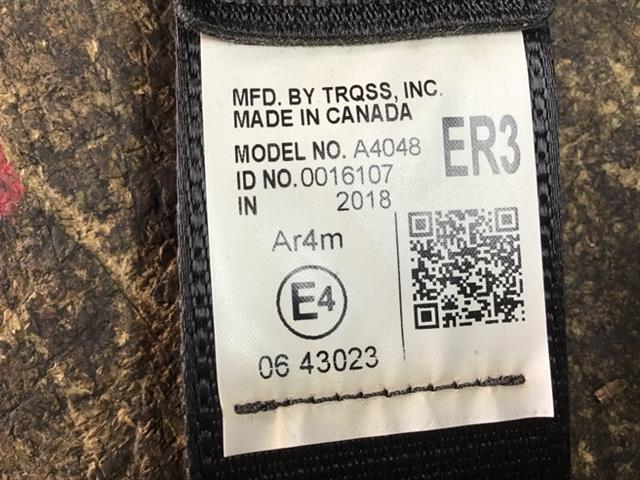 MFD. BY TRQSS, INC.
MADE IN CANADA
MODEL NO. A4048
ER3
ID NO. 0016107
IN 2018
Ar4m
E4
06 43023